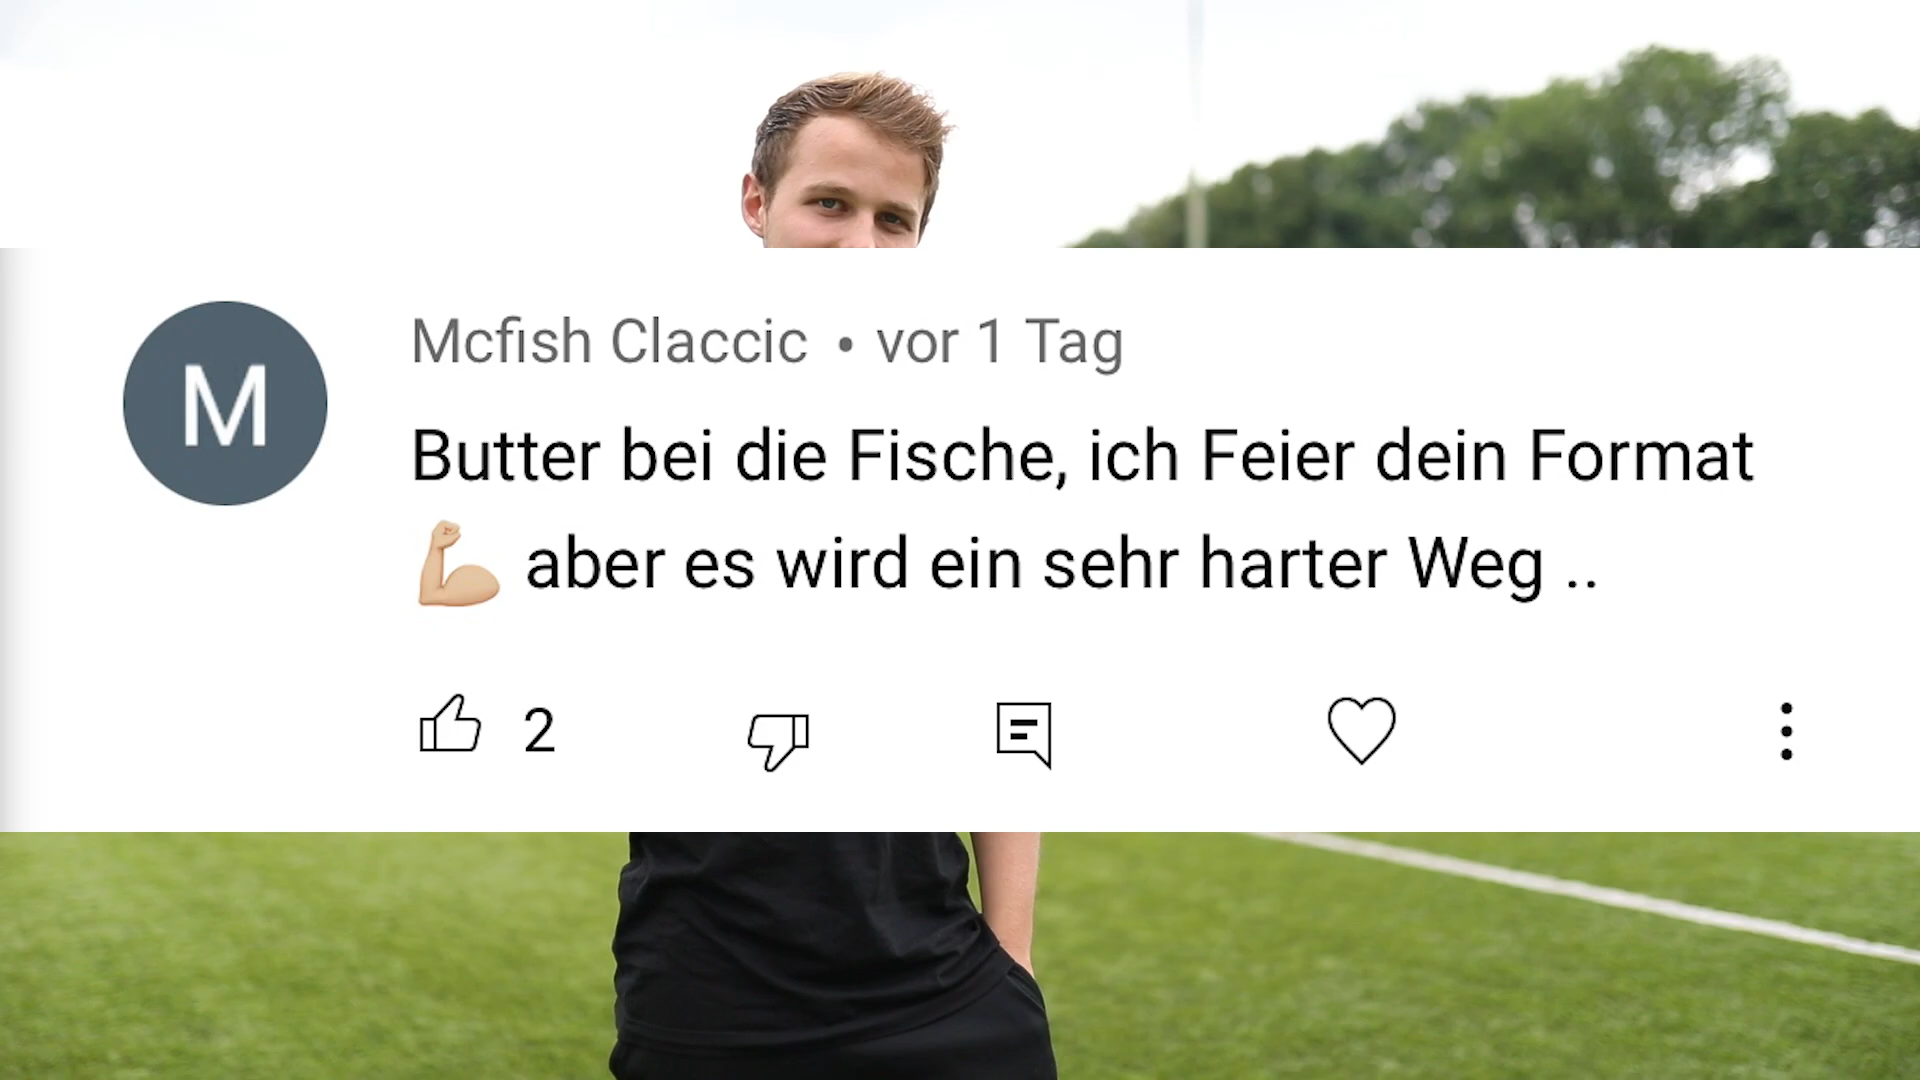 M
Mcfish Claccic • vor 1 Tag
Butter bei die Fische, ich Feier dein Format
💪🏼 aber es wird ein sehr harter Weg ..
2